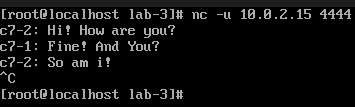 [root@localhost lab-3]# nc -u 10.0.2.15 4444
c7-2: Hi! How are you?
c7-1: Fine! And You?
c7-2: So am i!
^C
[root@localhost lab-3]#